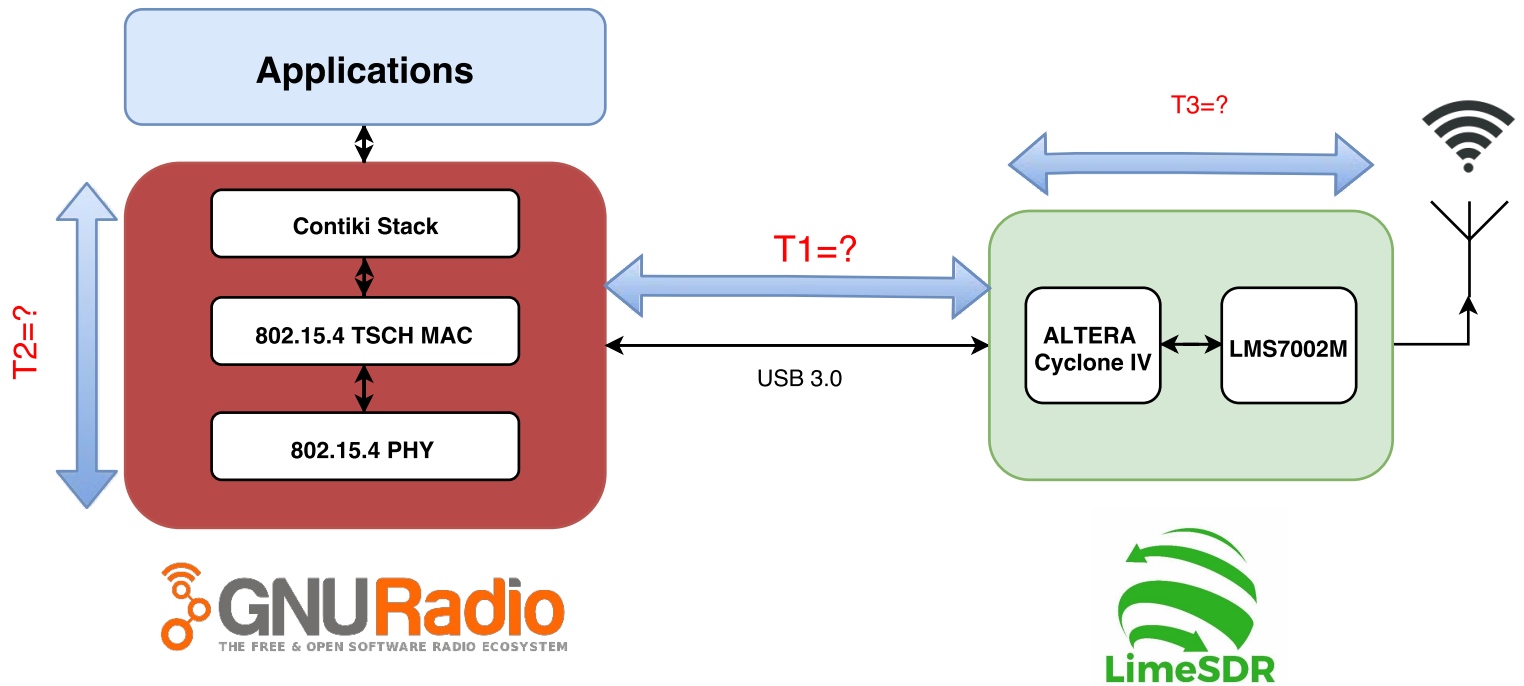 Applications
T3=?
Contiki Stack
T1=?
802.15.4 TSCH MAC
T2=?
ALTERA
Cyclone IV
LMS7002M
USB 3.0
802.15.4 PHY
GNURadio
THE FREE & OPEN SOFTWARE RADIO ECOSYSTEM
LimeSDR